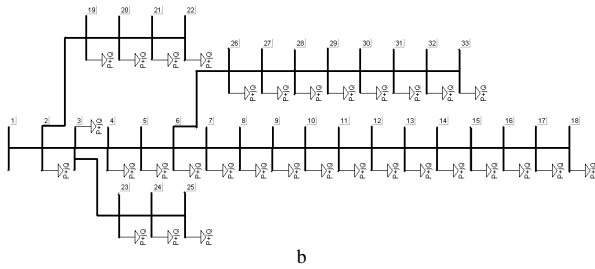 19 20 21 22
P+Q P+Q P+Q P+Q
26 27 28 29 30 31 32 33
P+Q P+Q P+Q P+Q P+Q P+Q P+Q P+Q
1 2 3 4 5 6 7 8 9 10 11 12 13 14 15 16 17 18
P+Q
P+Q P+Q P+Q P+Q P+Q P+Q P+Q P+Q P+Q P+Q P+Q P+Q P+Q P+Q P+Q P+Q
23 24 25
P+Q P+Q P+Q
b